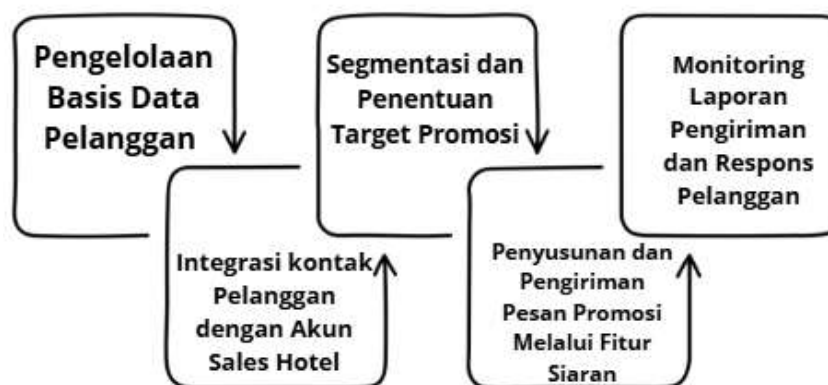 Pengelolaan
Basis Data
Pelanggan
Integrasi kontak
Pelanggan
dengan Akun
Sales Hotel
Segmentasi dan
Penentuan
Target Promosi
Penyusunan dan
Pengiriman
Pesan Promosi
Melalui Fitur
Siaran
Monitoring
Laporan
Pengiriman
dan Respons
Pelanggan